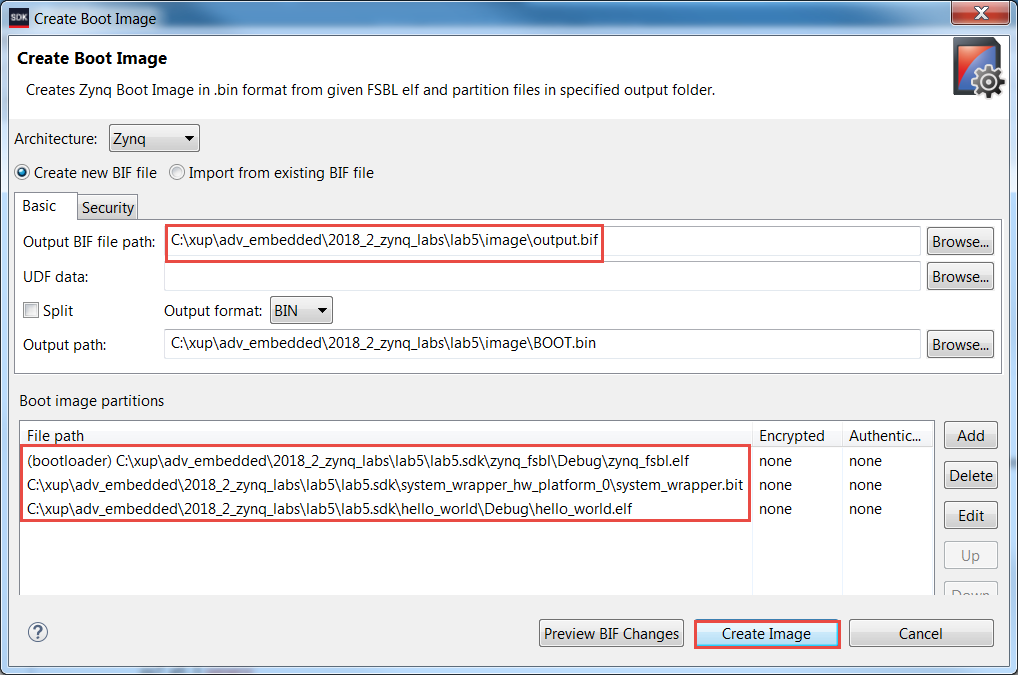 SDK Create Boot Image
Create Boot Image
Creates Zynq Boot Image in .bin format from given FSBL elf and partition files in specified output folder.
Architecture: Zynq
Create new BIF file Import from existing BIF file
Basic Security
Output BIF file path: C:\xup\adv_embedded\2018_2_zynq_labs\lab5\image\output.bif Browse...
UDF data: Browse...
Split Output format: BIN
Output path: C:\xup\adv_embedded\2018_2_zynq_labs\lab5\image\BOOT.bin Browse...
Boot image partitions
File path Encrypted Authentic... Add
(bootloader) C:\xup\adv_embedded\2018_2_zynq_labs\lab5\lab5.sdk\zynq_fsbl\Debug\zynq_fsbl.elf none none
C:\xup\adv_embedded\2018_2_zynq_labs\lab5\lab5.sdk\system_wrapper_hw_platform_0\system_wrapper.bit none none Delete
C:\xup\adv_embedded\2018_2_zynq_labs\lab5\lab5.sdk\hello_world\Debug\hello_world.elf none none Edit
Up
Down
? Preview BIF Changes Create Image Cancel